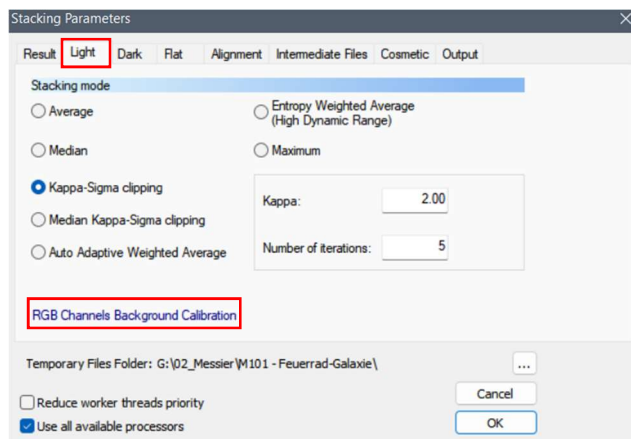 Stacking Parameters
Result Light Dark Flat Alignment Intermediate Files Cosmetic Output
Stacking mode
Average
Entropy Weighted Average
(High Dynamic Range)
Median
Maximum
Kappa-Sigma clipping
Kappa: 2.00
Median Kappa-Sigma clipping
Number of iterations: 5
Auto Adaptive Weighted Average
RGB Channels Background Calibration
Temporary Files Folder: G:\02_Messier\M101 - Feuerrad-Galaxie\
...
Reduce worker threads priority
Cancel
Use all available processors
OK